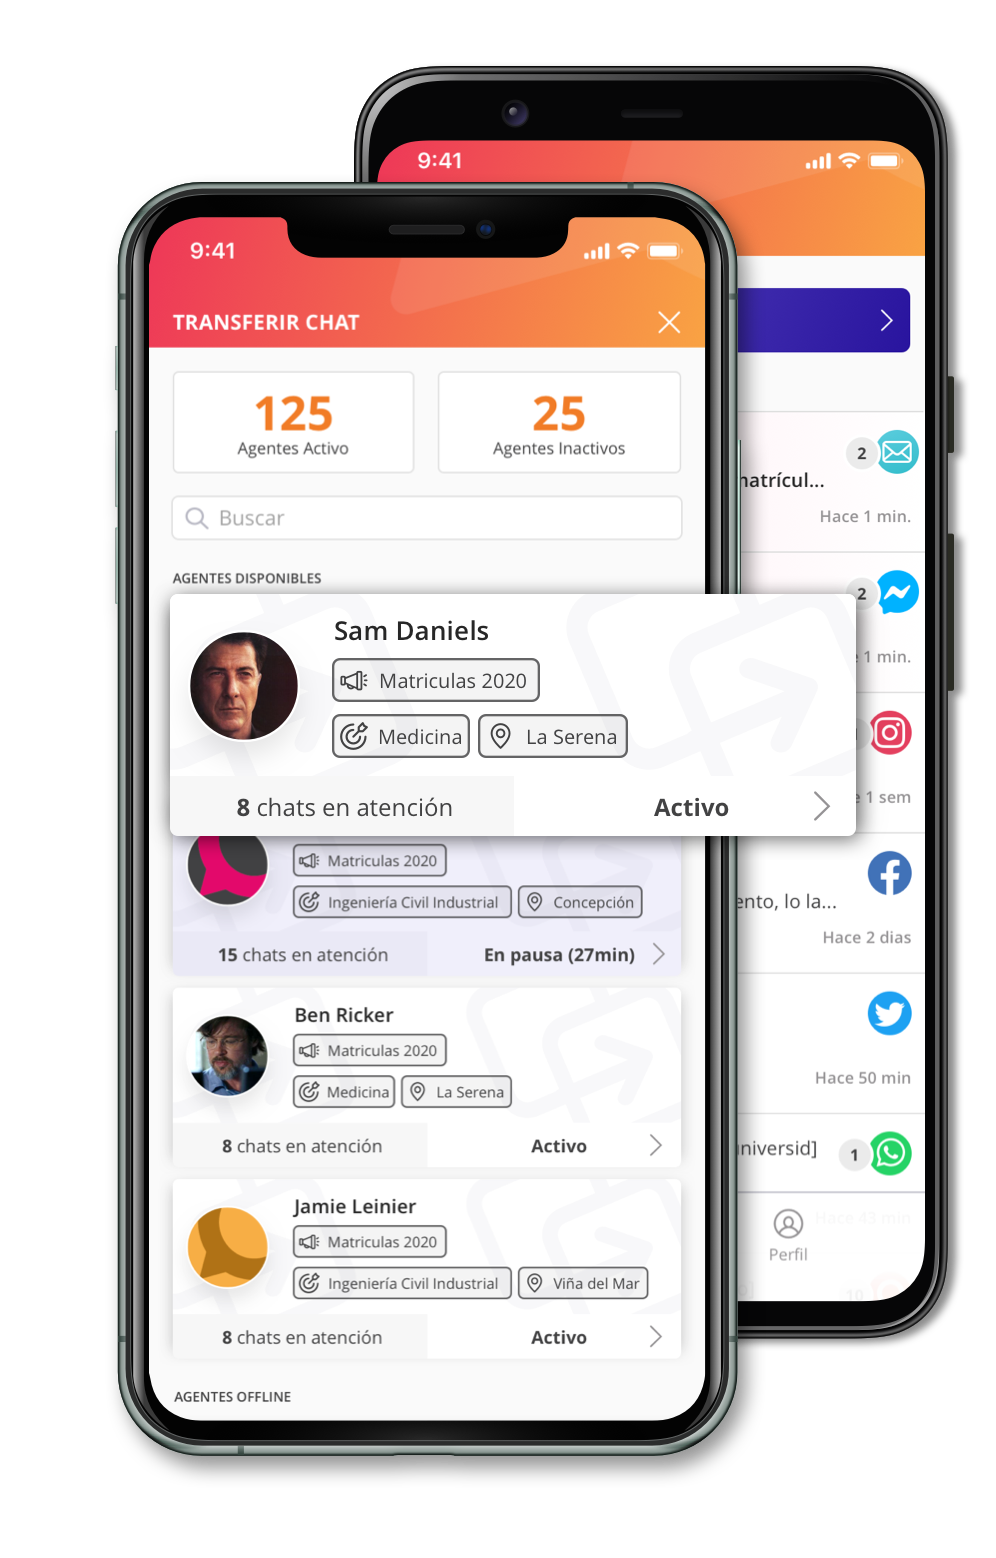 9:41
9:41
TRANSFERIR CHAT
125
Agentes Activo
25
Agentes Inactivos
Buscar
AGENTES DISPONIBLES
Sam Daniels
Matriculas 2020
Medicina
La Serena
8 chats en atención
Activo
Matriculas 2020
Ingeniería Civil Industrial
Concepción
15 chats en atención
En pausa (27min)
Ben Ricker
Matriculas 2020
Medicina
La Serena
8 chats en atención
Activo
Jamie Leinier
Matriculas 2020
Ingeniería Civil Industrial
Viña del Mar
8 chats en atención
Activo
AGENTES OFFLINE
2
natrícul...
Hace 1 min.
2
1 min.
1 sem
ento, lo la...
Hace 2 dias
Hace 50 min
niversid]
1
Hace 43 min
Perfil
10